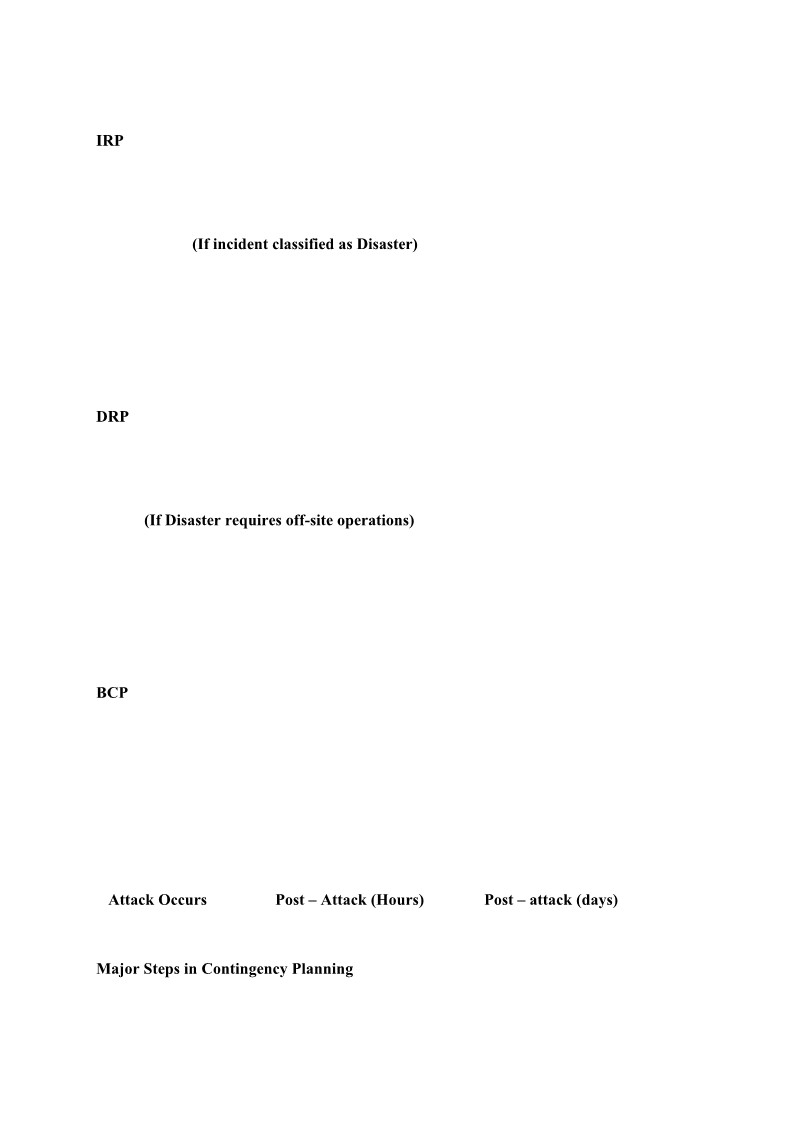 IRP
(If incident classified as Disaster)
DRP
(If Disaster requires off-site operations)
BCP
Attack Occurs Post – Attack (Hours) Post – attack (days)
Major Steps in Contingency Planning